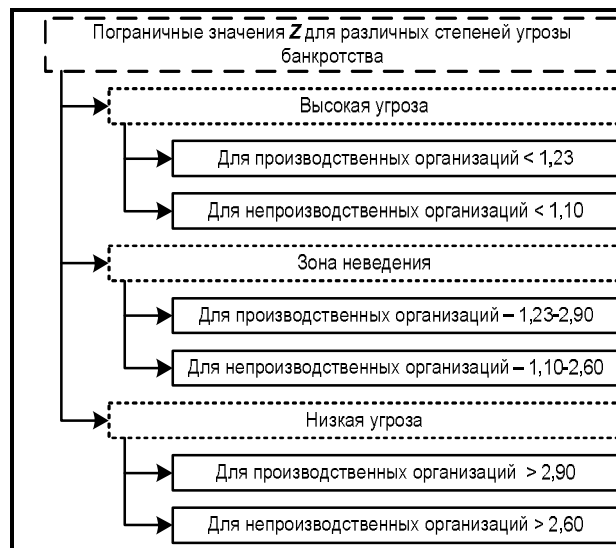 Пограничные значения Z для различных степеней угрозы
банкротства
Высокая угроза
Для производственных организаций < 1,23
Для непроизводственных организаций < 1,10
Зона неведения
Для производственных организаций – 1,23-2,90
Для непроизводственных организаций – 1,10-2,60
Низкая угроза
Для производственных организаций > 2,90
Для непроизводственных организаций > 2,60